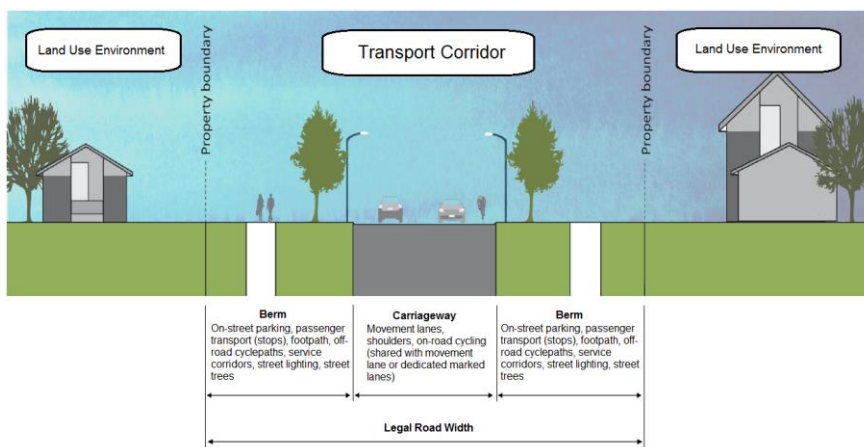 Land Use Environment
Transport Corridor
Land Use Environment
Property boundary
Property boundary
Berm
On-street parking, passenger
transport (stops), footpath, off-
road cyclepaths, service
corridors, street lighting, street
trees
Carriageway
Movement lanes,
shoulders, on-road cycling
(shared with movement
lane or dedicated marked
lanes)
Berm
On-street parking, passenger
transport (stops), footpath, off-
road cyclepaths, service
corridors, street lighting, street
trees
Legal Road Width